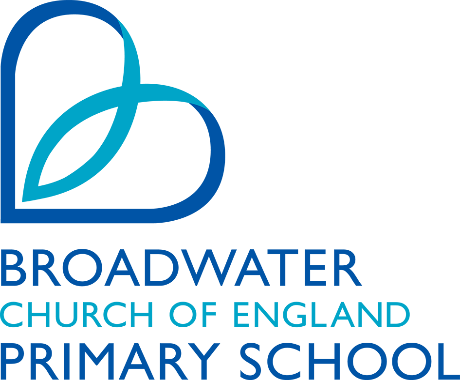 BROADWATER
CHURCH OF ENGLAND
PRIMARY SCHOOL